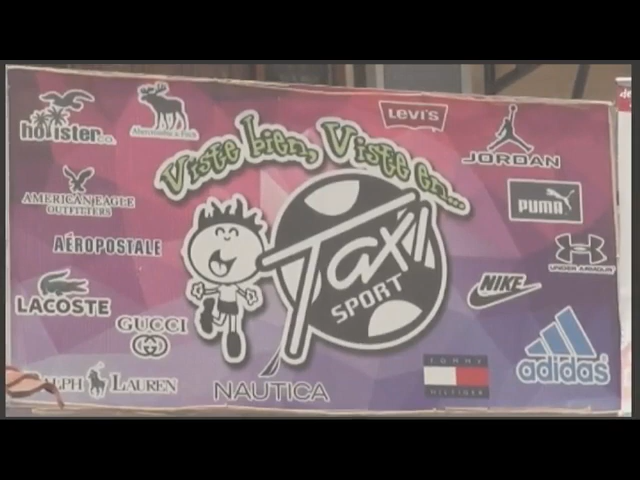 LEVI'S
Hollister CO.
Abercrombie & Fitch
JORDAN
Viste bien, Viste en...
AMERICAN EAGLE
OUTFITTERS
PUMA
AÉROPOSTALE
UNDER ARMOUR
Taxi
SPORT
LACOSTE
NIKE
GUCCI
adidas
TOMMY
HILFIGER
RALPH LAUREN
NAUTICA